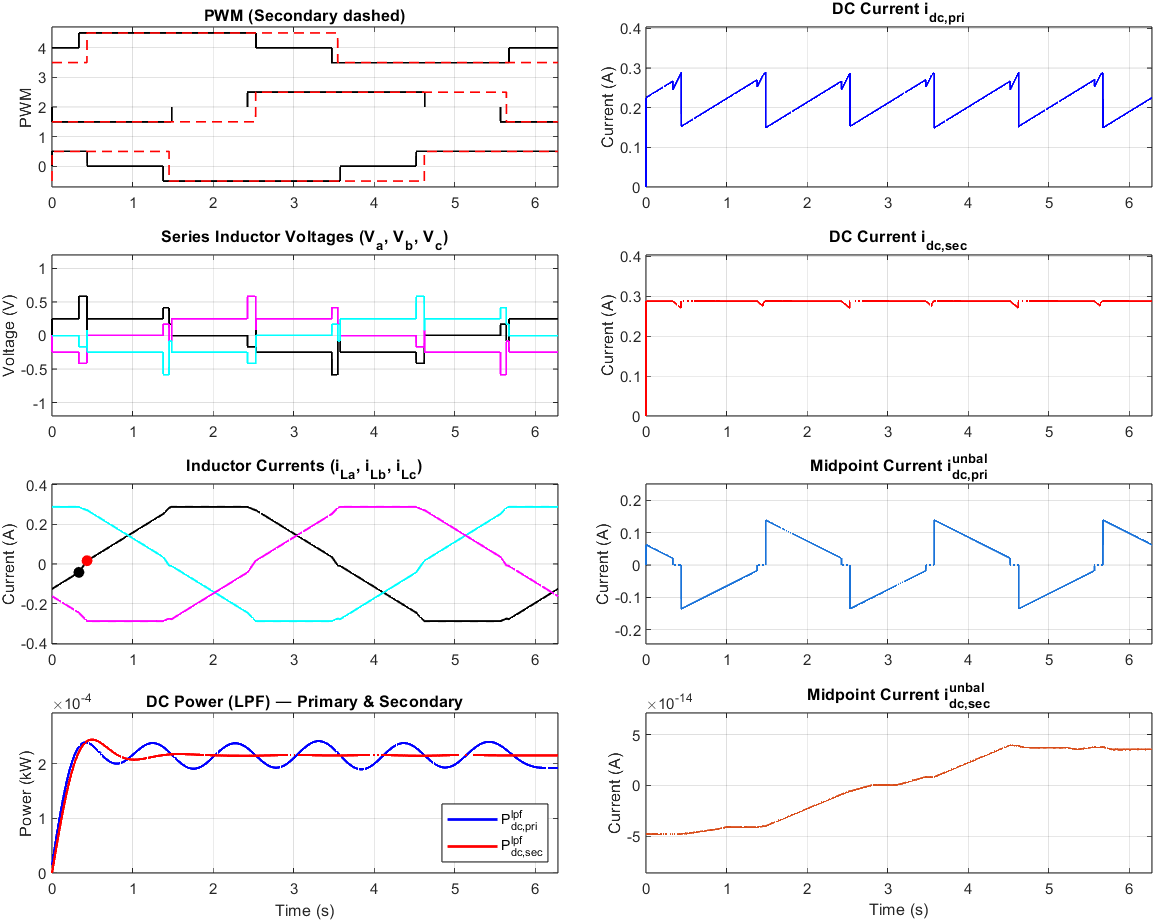 PWM (Secondary dashed)
PWM
4
3
2
1
0
0 1 2 3 4 5 6
DC Current i_dc,pri
Current (A)
0.4
0.3
0.2
0.1
0
0 1 2 3 4 5 6
Series Inductor Voltages (V_a, V_b, V_c)
Voltage (V)
1
0.5
0
-0.5
-1
0 1 2 3 4 5 6
DC Current i_dc,sec
Current (A)
0.4
0.3
0.2
0.1
0
0 1 2 3 4 5 6
Inductor Currents (i_La, i_Lb, i_Lc)
Current (A)
0.4
0.2
0
-0.2
-0.4
0 1 2 3 4 5 6
Midpoint Current i^unbal_dc,pri
Current (A)
0.2
0.1
0
-0.1
-0.2
0 1 2 3 4 5 6
DC Power (LPF) — Primary & Secondary
×10^-4
Power (kW)
2
1
0
P^lpf_dc,pri
P^lpf_dc,sec
0 1 2 3 4 5 6
Time (s)
Midpoint Current i^unbal_dc,sec
×10^-14
Current (A)
5
0
-5
0 1 2 3 4 5 6
Time (s)